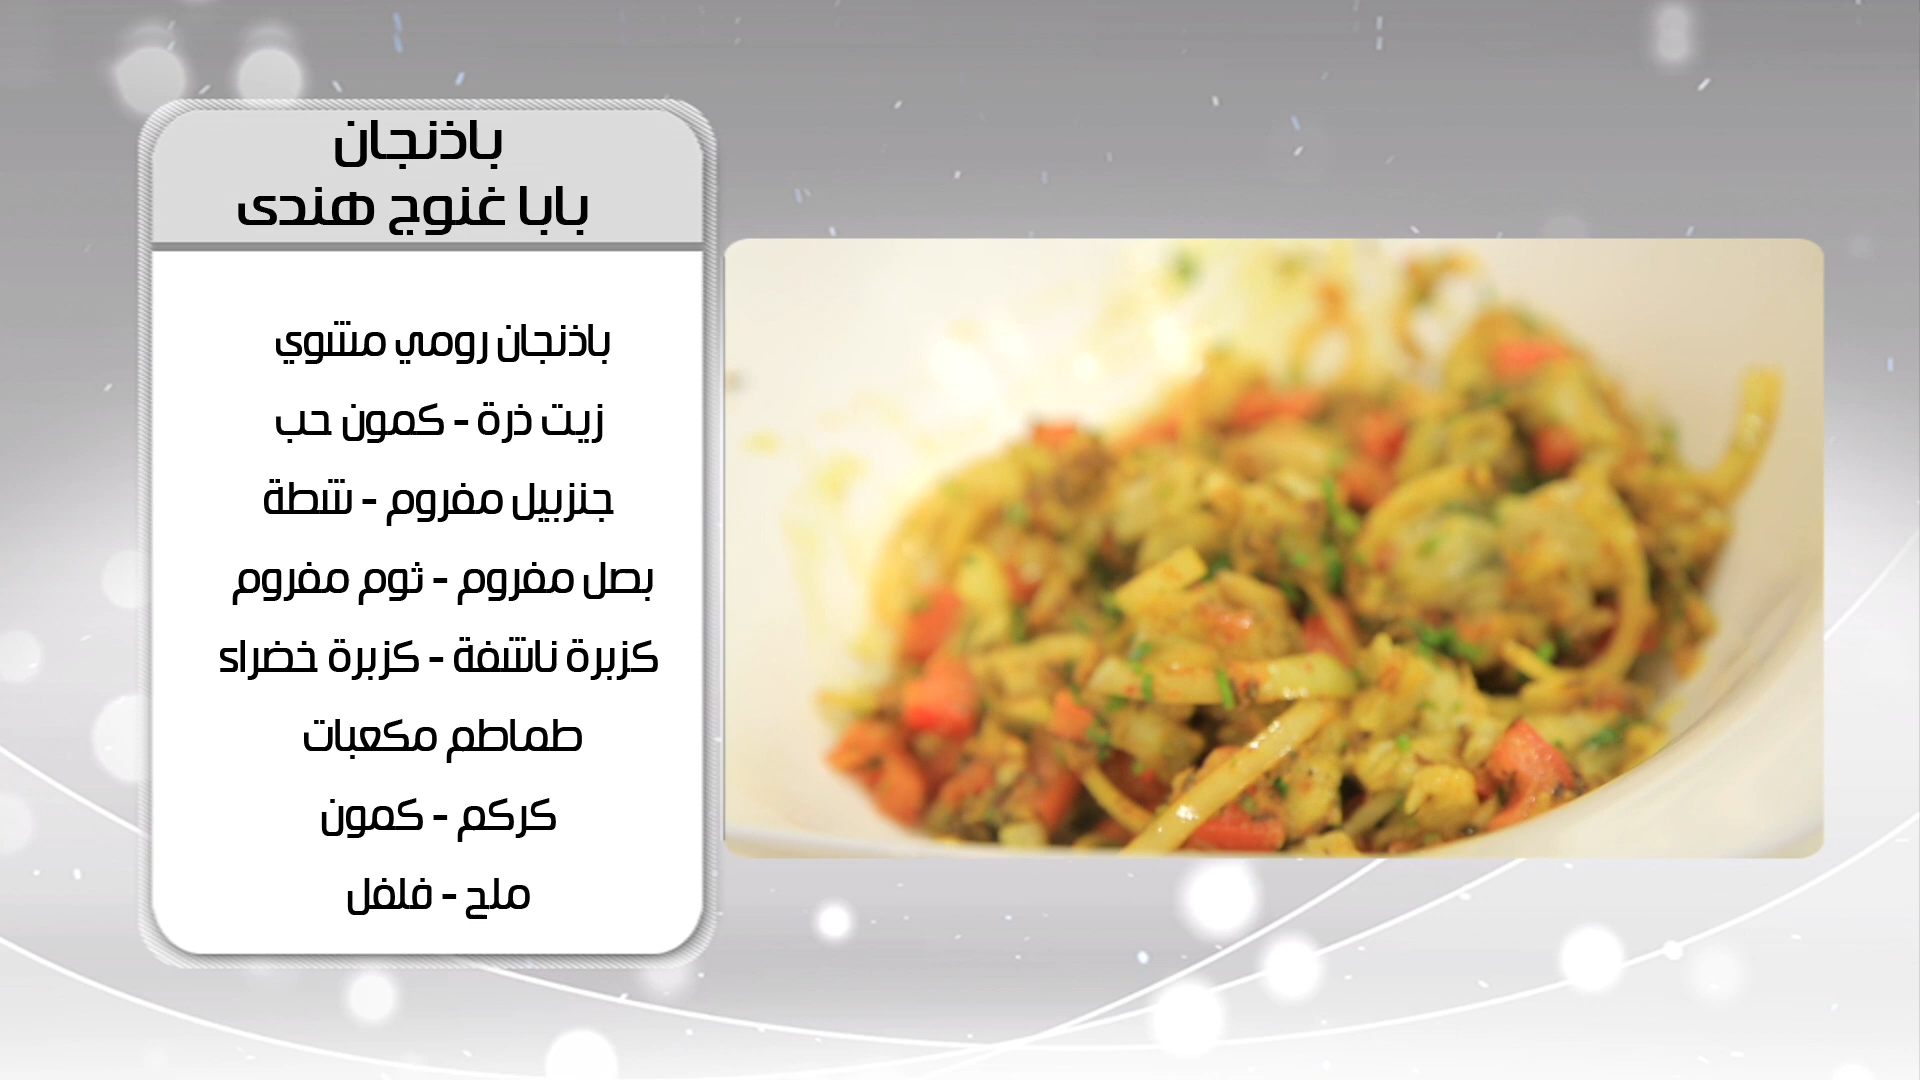 باذنجان
بابا غنوج هندى
باذنجان رومي مشوي
زيت ذرة - كمون حب
جنزبيل مفروم - شطة
بصل مفروم - ثوم مفروم
كزبرة ناشفة - كزبرة خضراء
طماطم مكعبات
كركم - كمون
ملح - فلفل